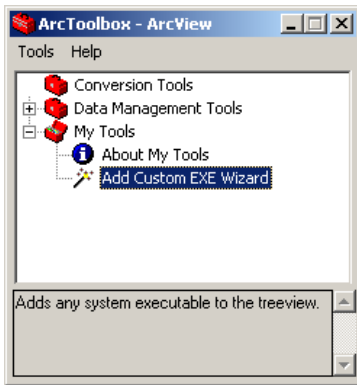 ArcToolbox - ArcView
Tools Help
Conversion Tools
Data Management Tools
My Tools
About My Tools
Add Custom EXE Wizard
Adds any system executable to the treeview.